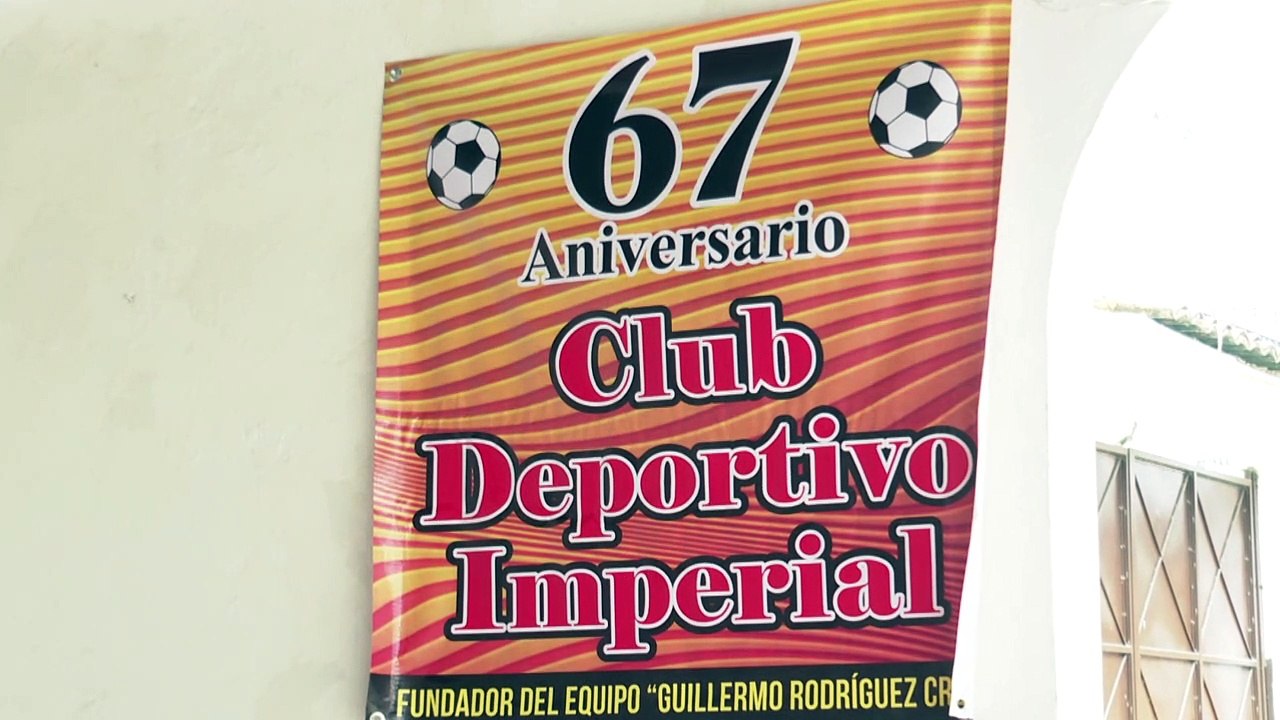 67
Aniversario
Club
Deportivo
Imperial
FUNDADOR DEL EQUIPO “GUILLERMO RODRÍGUEZ